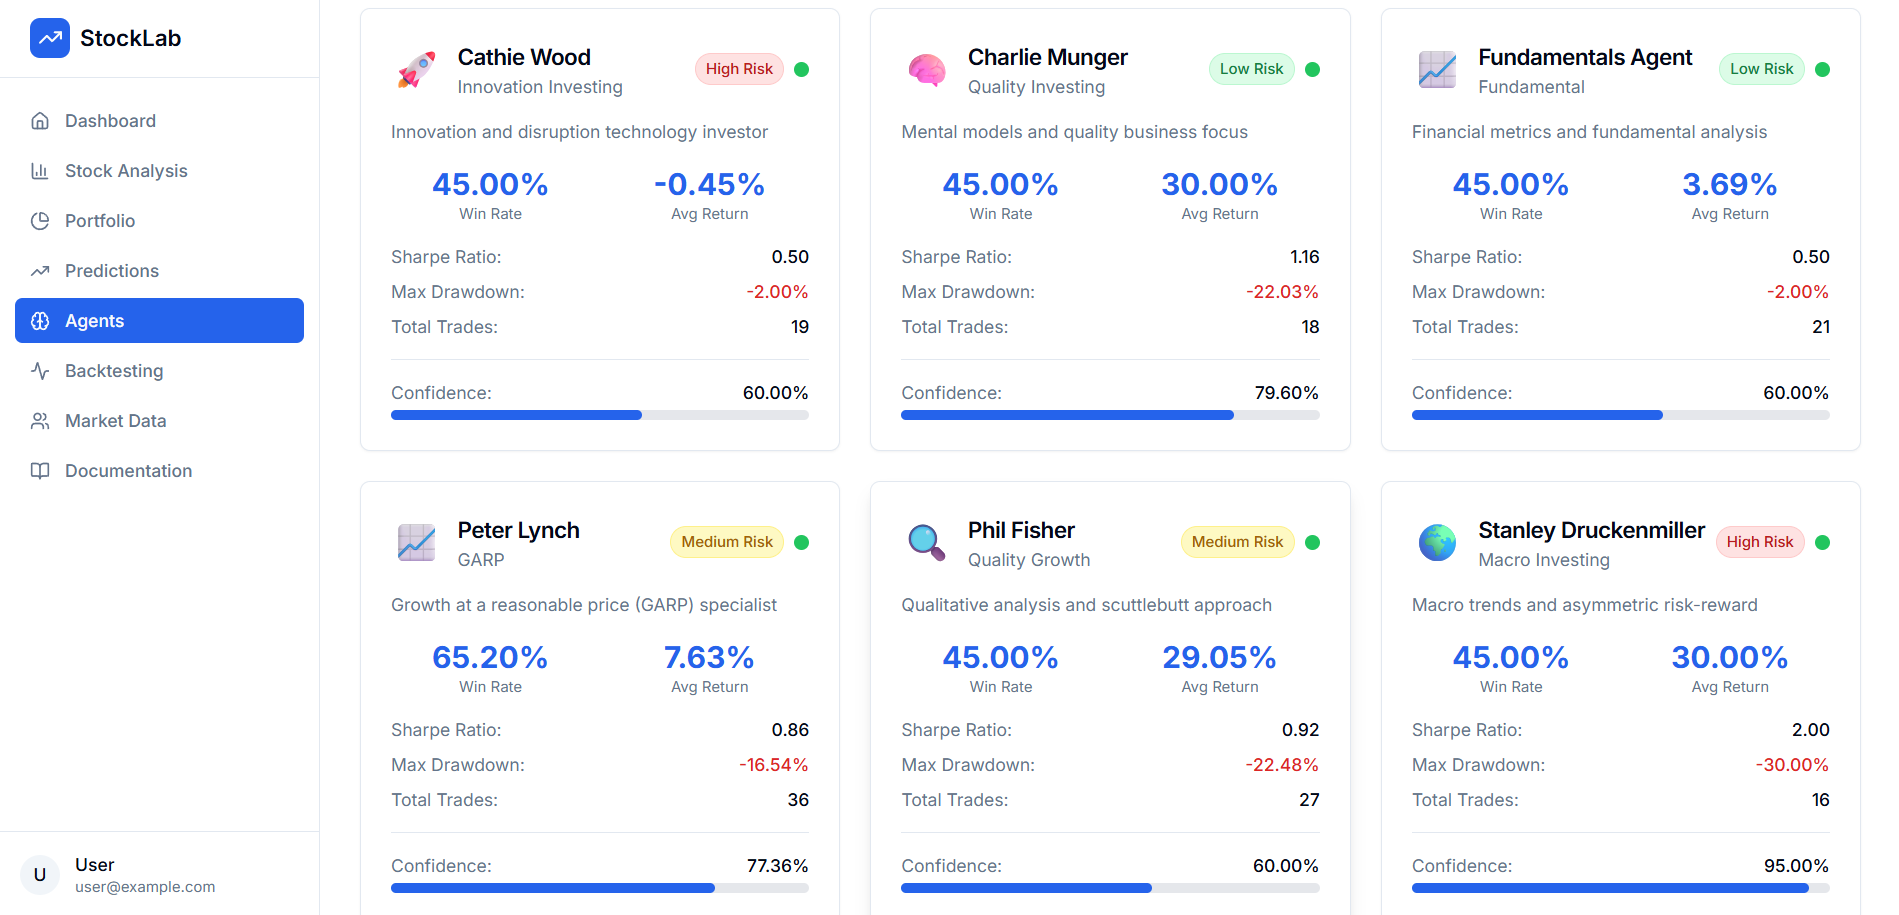 StockLab
Dashboard
Stock Analysis
Portfolio
Predictions
Agents
Backtesting
Market Data
Documentation
U
User
user@example.com
Cathie Wood
Innovation Investing
High Risk
Innovation and disruption technology investor
45.00% -0.45%
Win Rate Avg Return
Sharpe Ratio: 0.50
Max Drawdown: -2.00%
Total Trades: 19
Confidence: 60.00%
Charlie Munger
Quality Investing
Low Risk
Mental models and quality business focus
45.00% 30.00%
Win Rate Avg Return
Sharpe Ratio: 1.16
Max Drawdown: -22.03%
Total Trades: 18
Confidence: 79.60%
Fundamentals Agent
Fundamental
Low Risk
Financial metrics and fundamental analysis
45.00% 3.69%
Win Rate Avg Return
Sharpe Ratio: 0.50
Max Drawdown: -2.00%
Total Trades: 21
Confidence: 60.00%
Peter Lynch
GARP
Medium Risk
Growth at a reasonable price (GARP) specialist
65.20% 7.63%
Win Rate Avg Return
Sharpe Ratio: 0.86
Max Drawdown: -16.54%
Total Trades: 36
Confidence: 77.36%
Phil Fisher
Quality Growth
Medium Risk
Qualitative analysis and scuttlebutt approach
45.00% 29.05%
Win Rate Avg Return
Sharpe Ratio: 0.92
Max Drawdown: -22.48%
Total Trades: 27
Confidence: 60.00%
Stanley Druckenmiller
Macro Investing
High Risk
Macro trends and asymmetric risk-reward
45.00% 30.00%
Win Rate Avg Return
Sharpe Ratio: 2.00
Max Drawdown: -30.00%
Total Trades: 16
Confidence: 95.00%